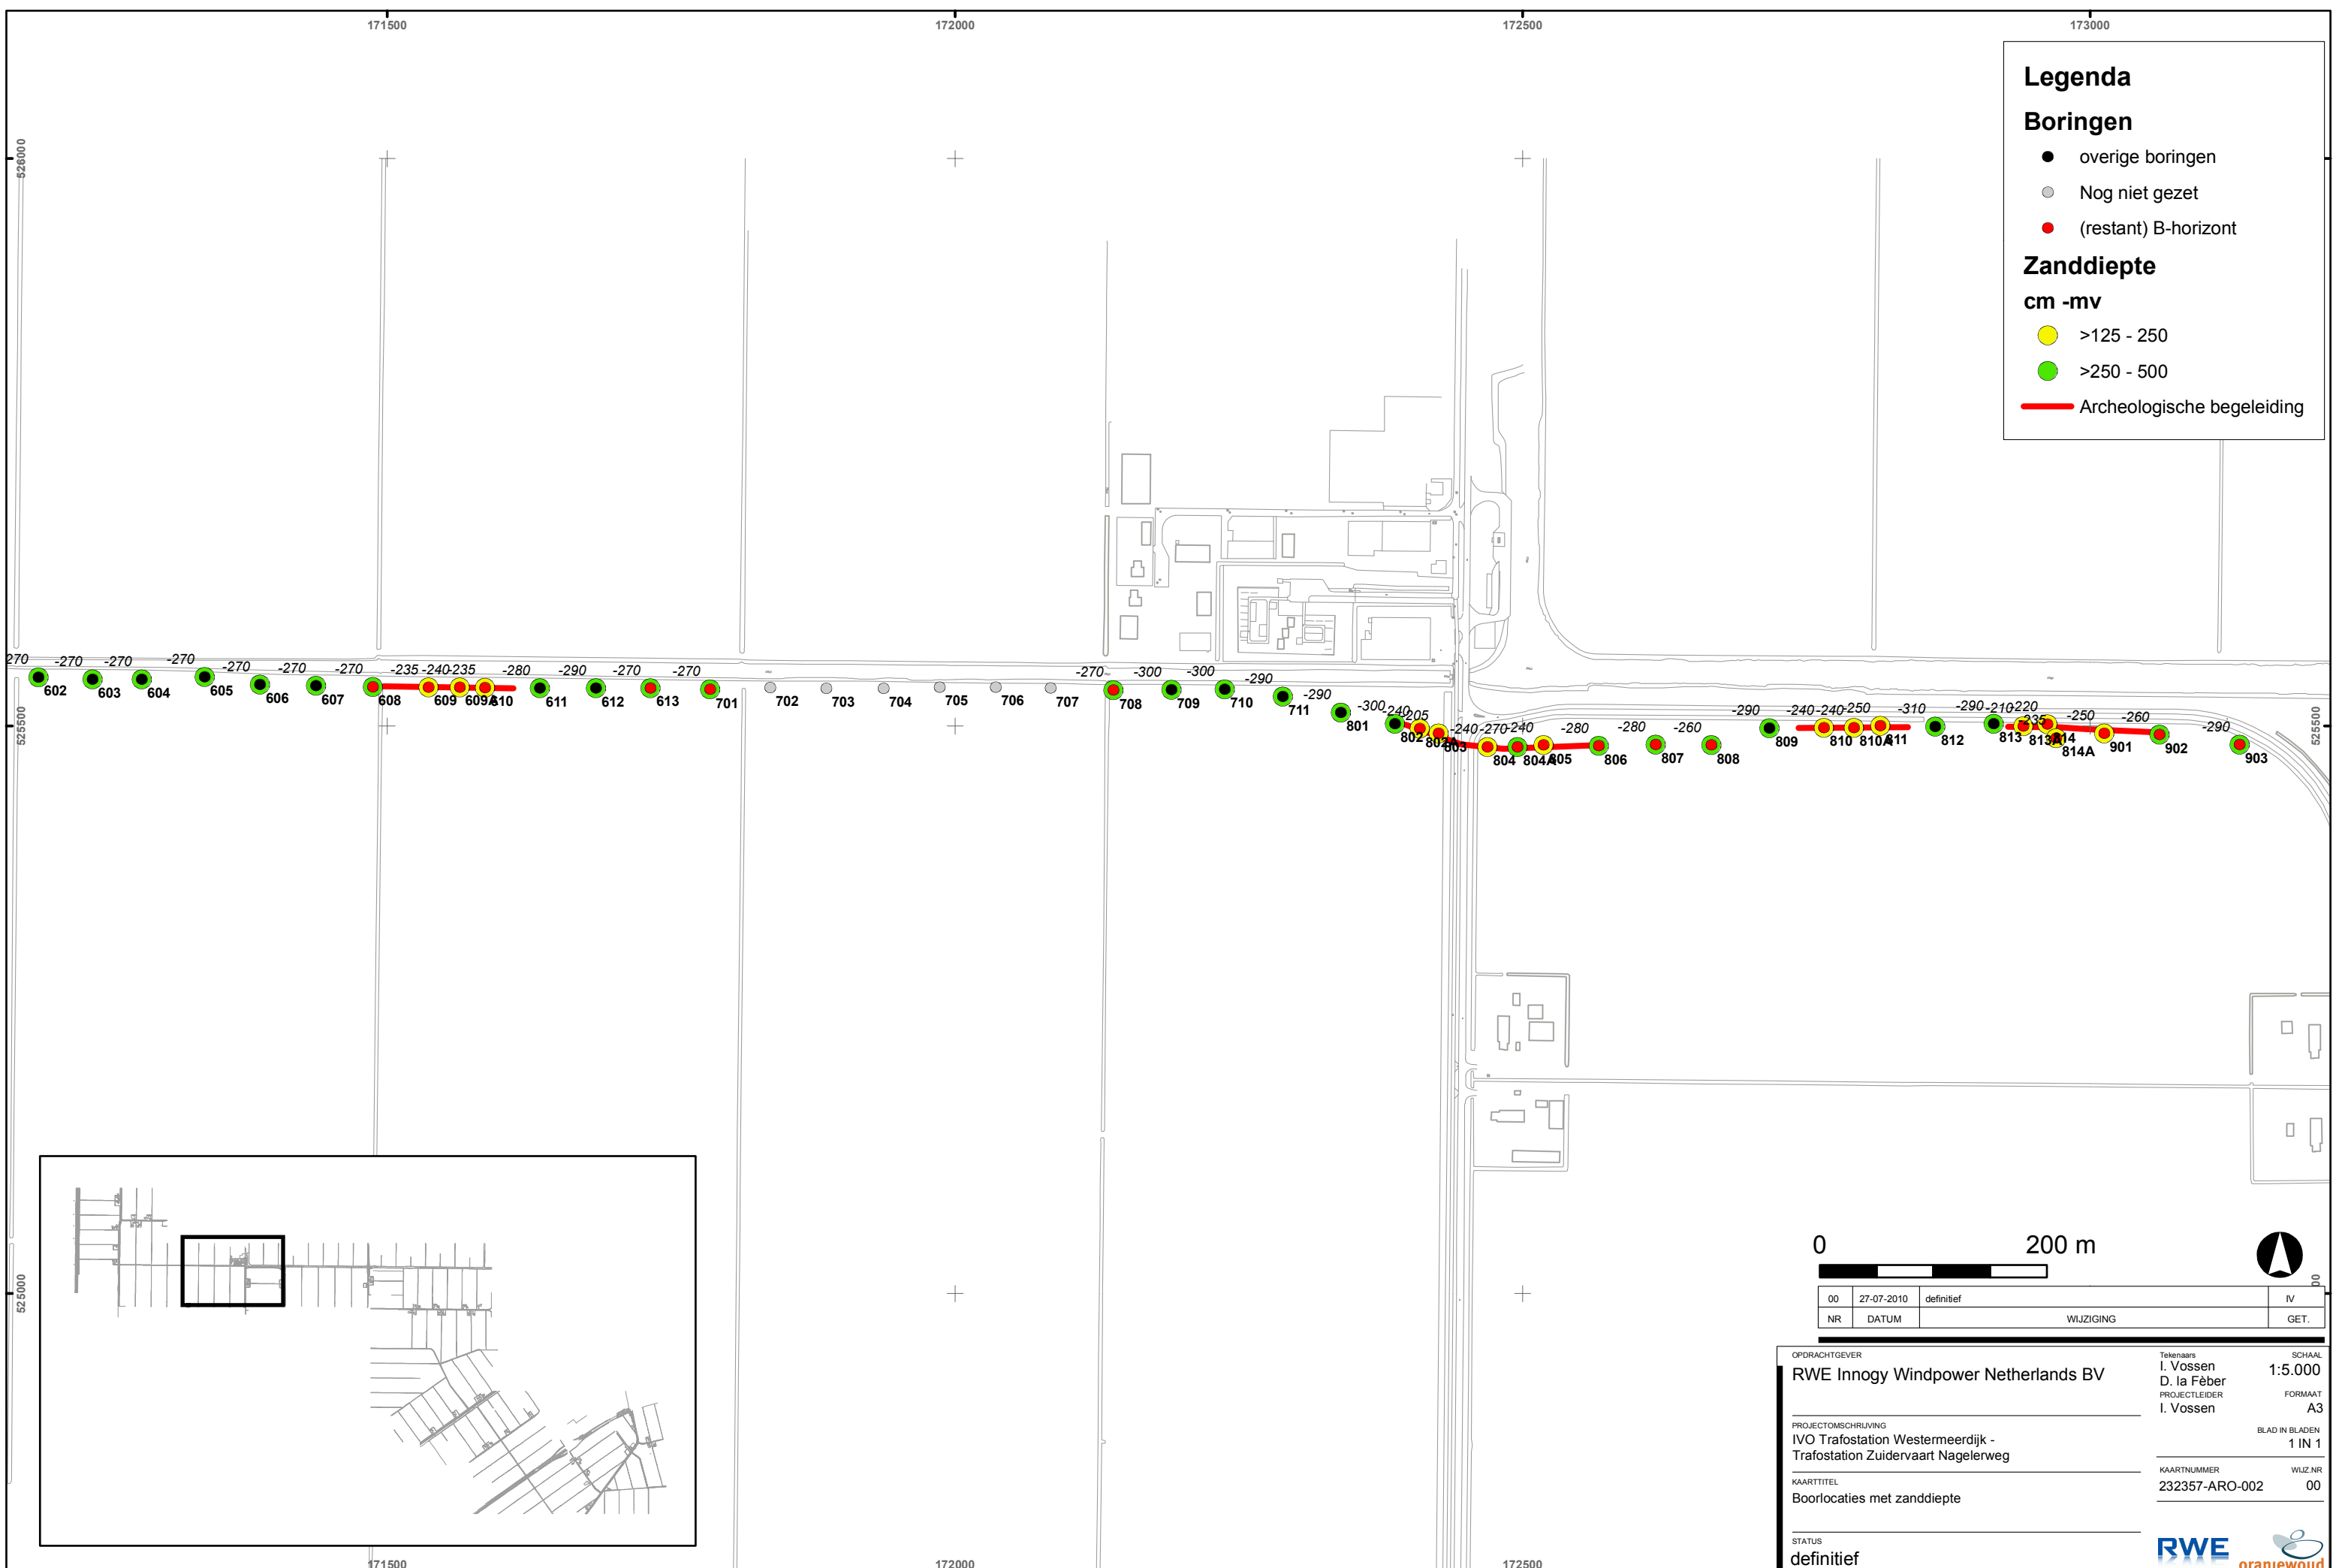 171500 172000 172500 173000
Legenda
Boringen
overige boringen
Nog niet gezet
(restant) B-horizont
Zanddiepte
cm -mv
>125 - 250
>250 - 500
Archeologische begeleiding
526000
270 -270 -270 -270 -270 -270 -270 -235 -240 -235 -280 -290 -270 -270 -270 -300 -300 -290 -290 -300 -240 -205 -240 -270 -240 -280 -280 -260 -290 -240 -240 -250 -310 -290 -210 -220 -235 -250 -260 -290
602 603 604 605 606 607 608 609 609A 610 611 612 613 701 702 703 704 705 706 707 708 709 710 711 801 802 802A 803 804 804A 805 806 807 808 809 810 810A 811 812 813 813A 814 814A 901 902 903
525500 525500
525000
0 200 m
00 27-07-2010 definitief IV
NR DATUM WIJZIGING GET.
OPDRACHTGEVER
RWE Innogy Windpower Netherlands BV
Tekenaars SCHAAL
I. Vossen 1:5.000
D. la Fèber
PROJECTLEIDER FORMAAT
I. Vossen A3
PROJECTOMSCHRIJVING
IVO Trafostation Westermeerdijk -
Trafostation Zuidervaart Nagelerweg
BLAD IN BLADEN
1 IN 1
KAARTTITEL
Boorlocaties met zanddiepte
KAARTNUMMER WIJZ.NR
232357-ARO-002 00
STATUS
definitief
RWE oranjewoud
171500 172000 172500